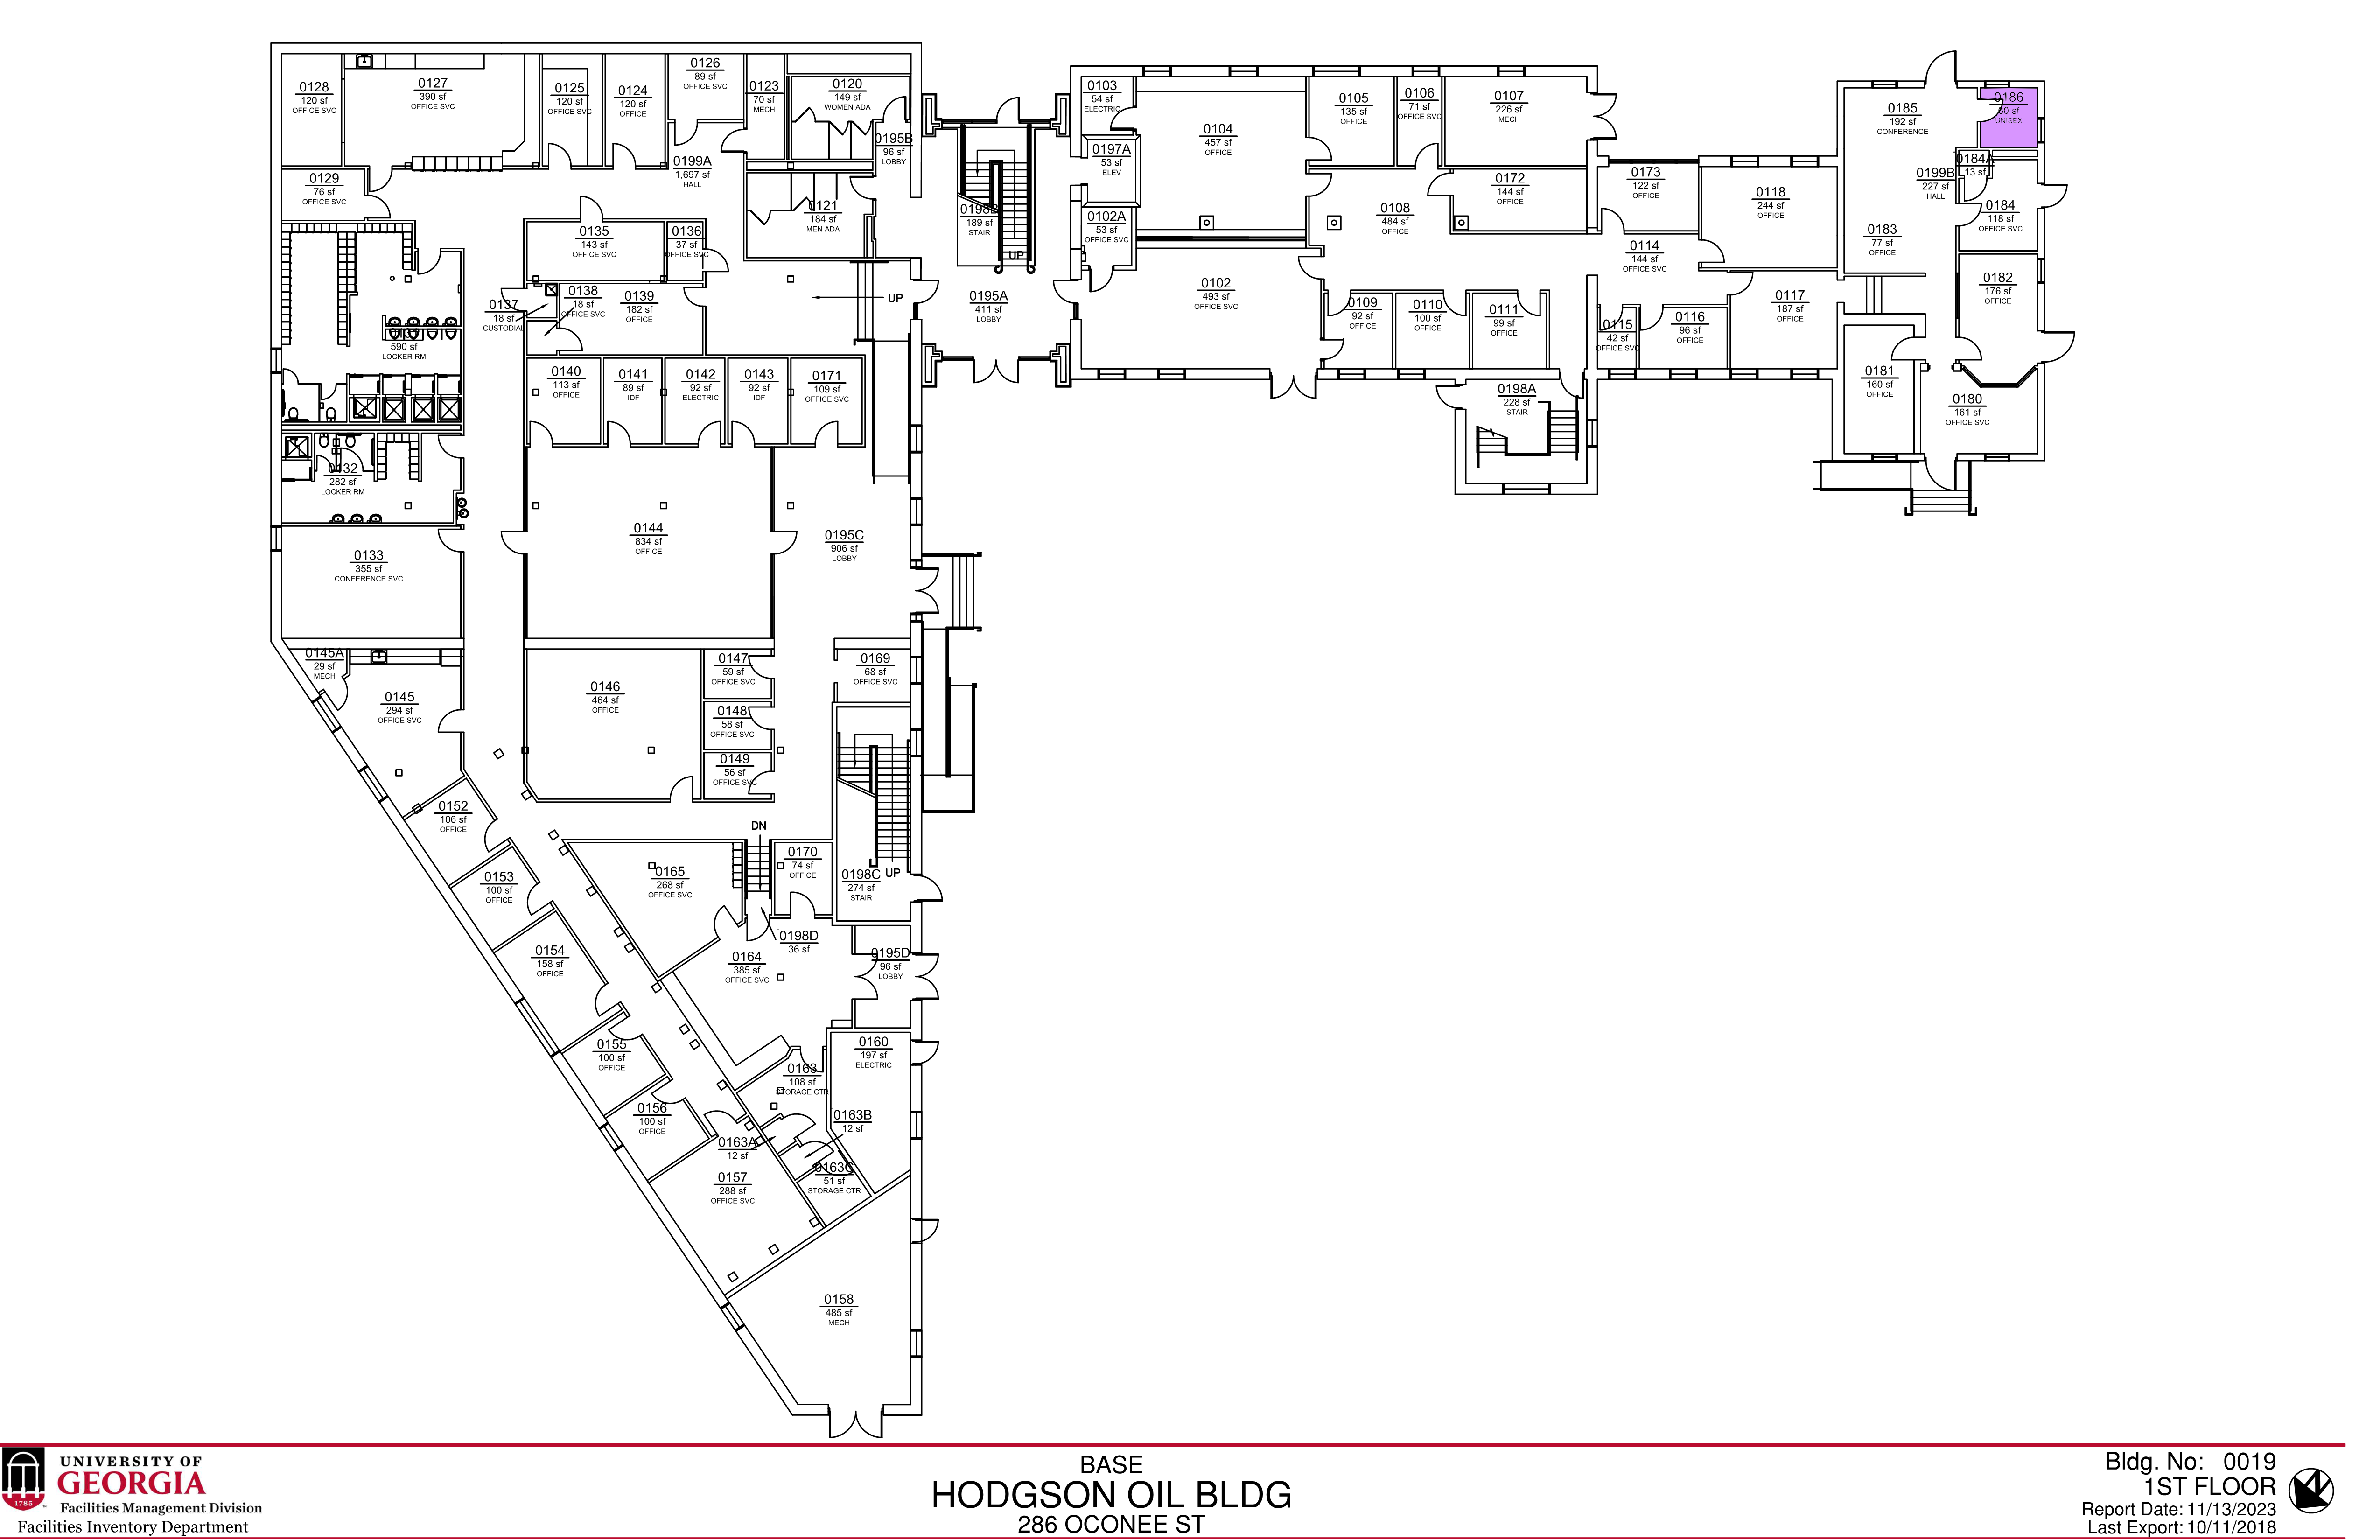 0128
120 sf
OFFICE SVC
0127
390 sf
OFFICE SVC
0125
120 sf
OFFICE SVC
0124
120 sf
OFFICE
0126
89 sf
OFFICE SVC
0123
70 sf
MECH
0120
149 sf
WOMEN ADA
0195B
96 sf
LOBBY
0199A
1,697 sf
HALL
0129
76 sf
OFFICE SVC
0121
184 sf
MEN ADA
0135
143 sf
OFFICE SVC
0136
37 sf
OFFICE SVC
0137
18 sf
CUSTODIAL
0138
18 sf
OFFICE SVC
0139
182 sf
OFFICE
UP
590 sf
LOCKER RM
0140
113 sf
OFFICE
0141
89 sf
IDF
0142
92 sf
ELECTRIC
0143
92 sf
IDF
0171
109 sf
OFFICE SVC
0132
282 sf
LOCKER RM
0133
355 sf
CONFERENCE SVC
0144
834 sf
OFFICE
0195C
906 sf
LOBBY
0145A
29 sf
MECH
0145
294 sf
OFFICE SVC
0146
464 sf
OFFICE
0147
59 sf
OFFICE SVC
0148
58 sf
OFFICE SVC
0149
56 sf
OFFICE SVC
0169
68 sf
OFFICE SVC
0152
106 sf
OFFICE
0153
100 sf
OFFICE
0154
158 sf
OFFICE
0155
100 sf
OFFICE
0156
100 sf
OFFICE
0157
288 sf
OFFICE SVC
0158
485 sf
MECH
DN
0165
268 sf
OFFICE SVC
0170
74 sf
OFFICE
0198C
274 sf
STAIR
UP
0198D
36 sf
0164
385 sf
OFFICE SVC
0195D
96 sf
LOBBY
0160
197 sf
ELECTRIC
0163
108 sf
STORAGE CTR
0163A
12 sf
0163B
12 sf
0163C
51 sf
STORAGE CTR
0198B
189 sf
STAIR
UP
0195A
411 sf
LOBBY
0103
54 sf
ELECTRIC
0197A
53 sf
ELEV
0102A
53 sf
OFFICE SVC
0104
457 sf
OFFICE
0102
493 sf
OFFICE SVC
0105
135 sf
OFFICE
0106
71 sf
OFFICE SVC
0107
226 sf
MECH
0108
484 sf
OFFICE
0172
144 sf
OFFICE
0109
92 sf
OFFICE
0110
100 sf
OFFICE
0111
99 sf
OFFICE
0198A
228 sf
STAIR
0173
122 sf
OFFICE
0114
144 sf
OFFICE SVC
0115
42 sf
OFFICE SVC
0116
96 sf
OFFICE
0117
187 sf
OFFICE
0118
244 sf
OFFICE
0185
192 sf
CONFERENCE
0186
60 sf
UNISEX
0184A
13 sf
0199B
227 sf
HALL
0184
118 sf
OFFICE SVC
0183
77 sf
OFFICE
0182
176 sf
OFFICE
0181
160 sf
OFFICE
0180
161 sf
OFFICE SVC
1785
UNIVERSITY OF
GEORGIA
Facilities Management Division
Facilities Inventory Department
BASE
HODGSON OIL BLDG
286 OCONEE ST
Bldg. No: 0019
1ST FLOOR
Report Date: 11/13/2023
Last Export: 10/11/2018